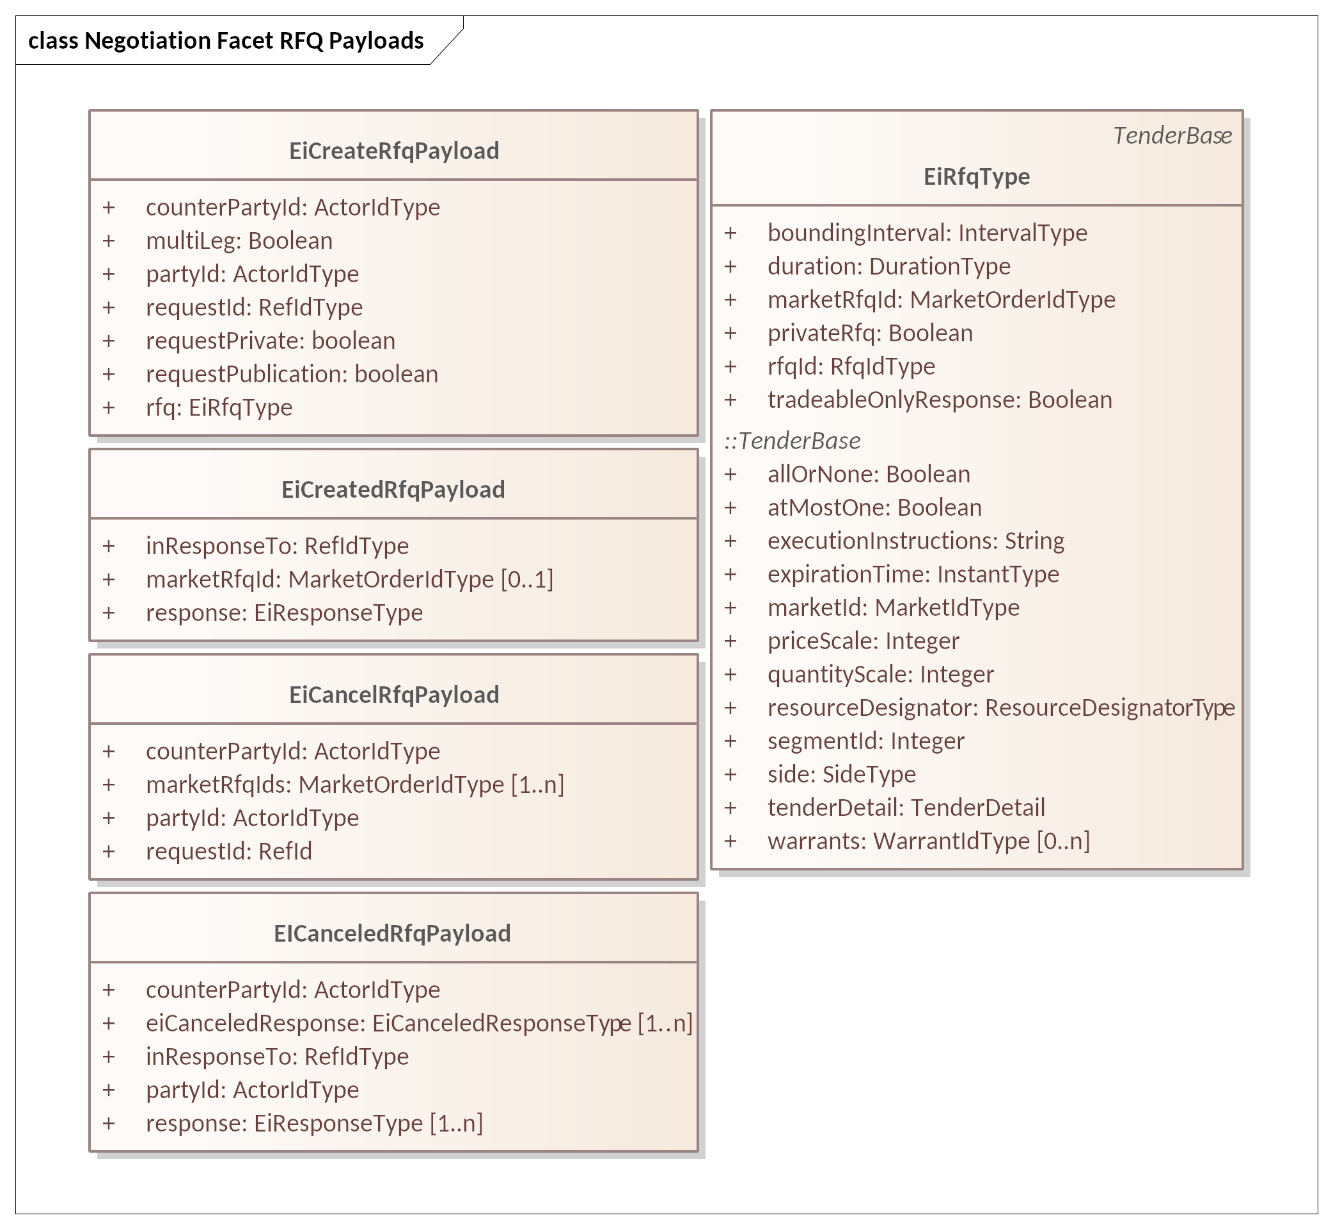 class Negotiation Facet RFQ Payloads
EiCreateRfqPayload
+ counterPartyId: ActorIdType
+ multiLeg: Boolean
+ partyId: ActorIdType
+ requestId: RefIdType
+ requestPrivate: boolean
+ requestPublication: boolean
+ rfq: EiRfqType
EiCreatedRfqPayload
+ inResponseTo: RefIdType
+ marketRfqId: MarketOrderIdType [0..1]
+ response: EiResponseType
EiCancelRfqPayload
+ counterPartyId: ActorIdType
+ marketRfqIds: MarketOrderIdType [1..n]
+ partyId: ActorIdType
+ requestId: RefId
EICanceledRfqPayload
+ counterPartyId: ActorIdType
+ eiCanceledResponse: EiCanceledResponseType [1..n]
+ inResponseTo: RefIdType
+ partyId: ActorIdType
+ response: EiResponseType [1..n]
TenderBase
EiRfqType
+ boundingInterval: IntervalType
+ duration: DurationType
+ marketRfqId: MarketOrderIdType
+ privateRfq: Boolean
+ rfqId: RfqIdType
+ tradeableOnlyResponse: Boolean
::TenderBase
+ allOrNone: Boolean
+ atMostOne: Boolean
+ executionInstructions: String
+ expirationTime: InstantType
+ marketId: MarketIdType
+ priceScale: Integer
+ quantityScale: Integer
+ resourceDesignator: ResourceDesignatorType
+ segmentId: Integer
+ side: SideType
+ tenderDetail: TenderDetail
+ warrants: WarrantIdType [0..n]